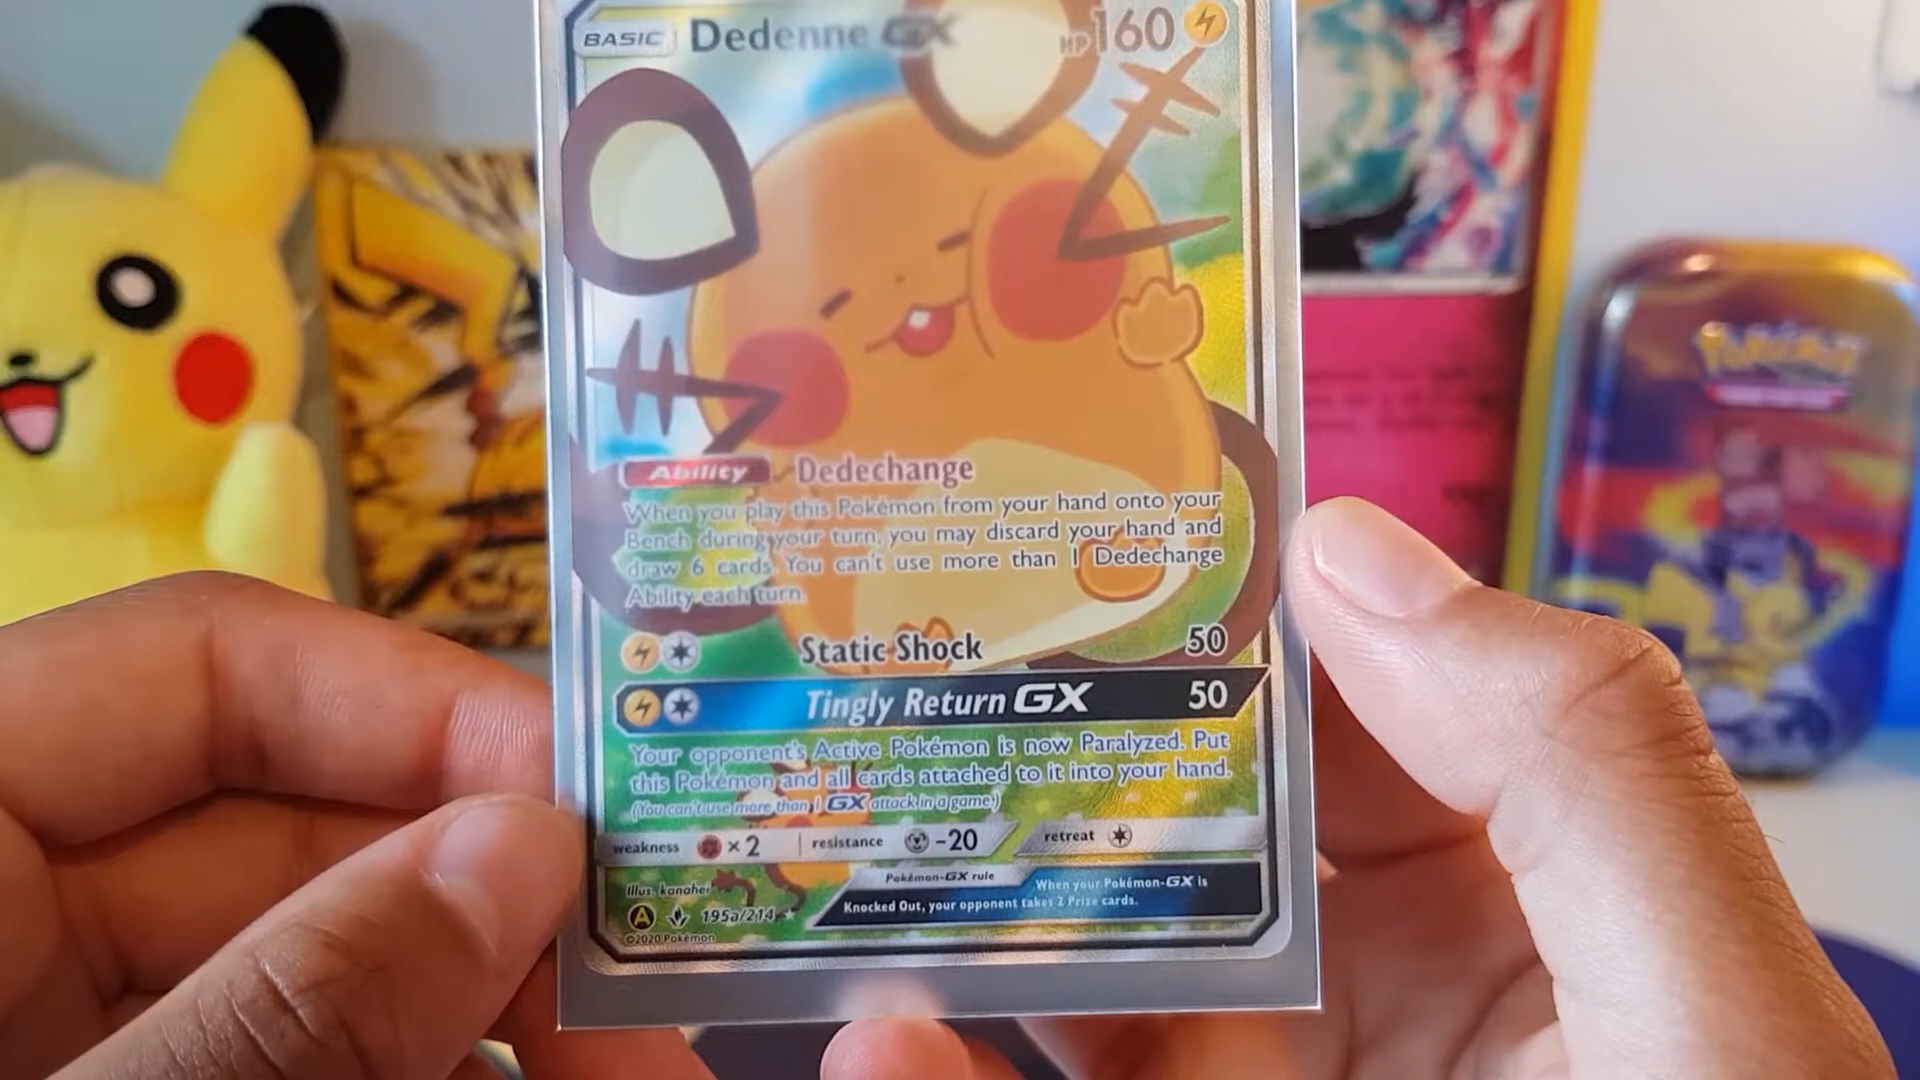 BASIC Dedenne GX HP 160
Ability Dedechange
When you play this Pokémon from your hand onto your
Bench during your turn, you may discard your hand and
draw 6 cards. You can't use more than 1 Dedechange
Ability each turn.
Static Shock 50
Tingly Return GX 50
Your opponent's Active Pokémon is now Paralyzed. Put
this Pokémon and all cards attached to it into your hand.
(You can't use more than 1 GX attack in a game.)
weakness ×2 resistance -20 retreat
Pokémon-GX rule
When your Pokémon-GX is
Knocked Out, your opponent takes 2 Prize cards.
Illus. kanahei
A 195a/214 ★
©2020 Pokémon
Pokémon